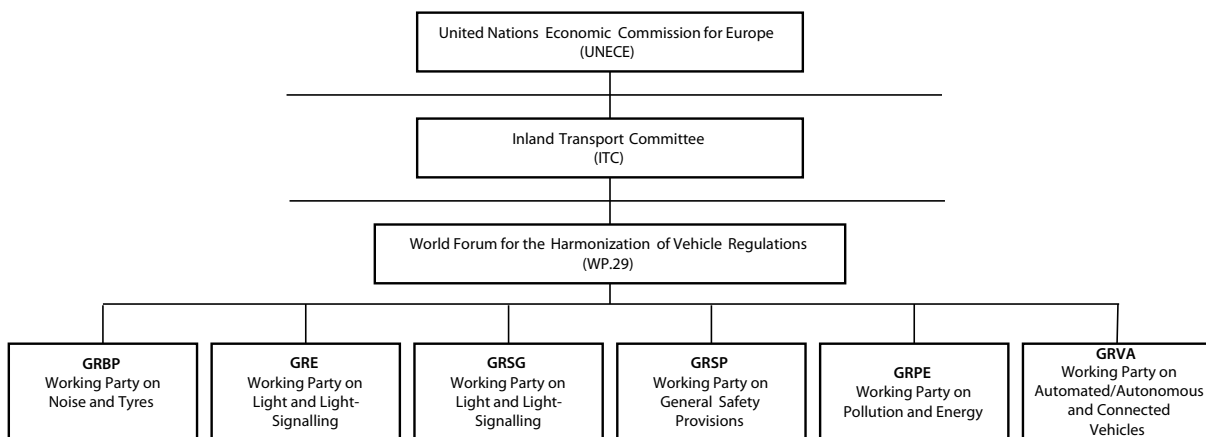 United Nations Economic Commission for Europe
(UNECE)
Inland Transport Committee
(ITC)
World Forum for the Harmonization of Vehicle Regulations
(WP.29)
GRBP
Working Party on
Noise and Tyres
GRE
Working Party on
Light and Light-
Signalling
GRSG
Working Party on
Light and Light-
Signalling
GRSP
Working Party on
General Safety
Provisions
GRPE
Working Party on
Pollution and Energy
GRVA
Working Party on
Automated/Autonomous
and Connected
Vehicles